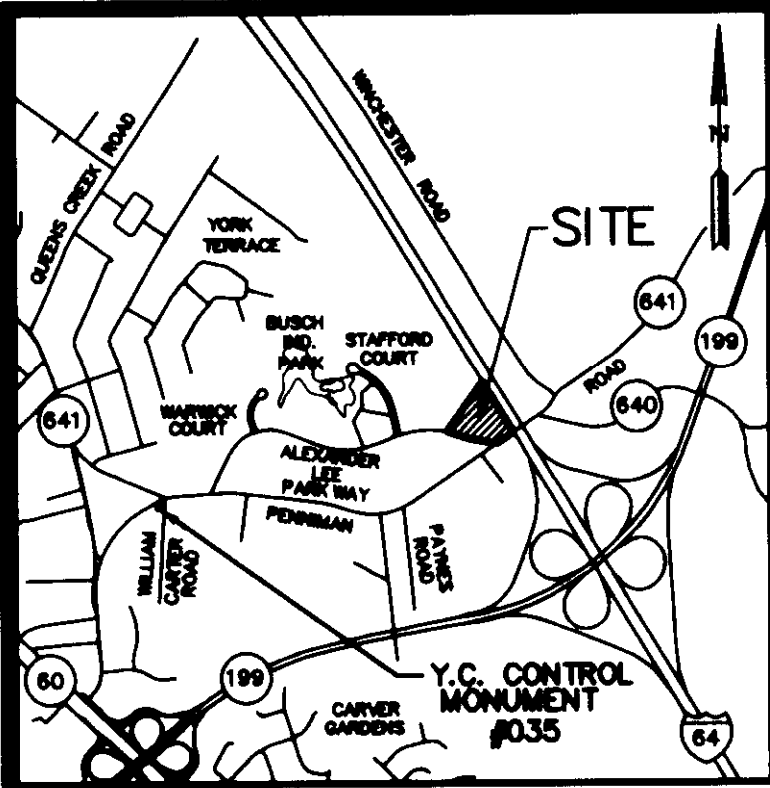 WINCHESTER ROAD
N
QUEENS CREEK ROAD
YORK
TERRACE
SITE
641
199
BUSCH
IND.
PARK
STAFFORD
COURT
ROAD
640
641
WARWICK
COURT
ALEXANDER
LEE
PARK WAY
PENNIMAN
WILLIAM
CARTER
ROAD
PAYNES
ROAD
60
199
Y.C. CONTROL
MONUMENT
#035
CARVER
GARDENS
64